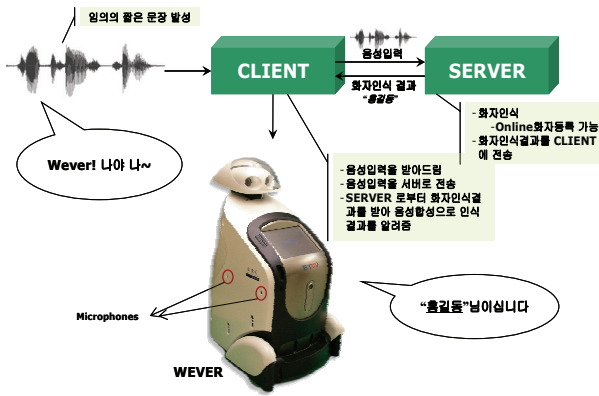 임의의 짧은 문장 발성
음성입력
CLIENT
SERVER
화자인식 결과
"홍길동"
- 화자인식
-Online화자등록 가능
- 화자인식결과를 CLIENT
에 전송
Wever! 나야 나~
-음성입력을 받아드림
-음성입력을 서버로 전송
-SERVER 로부터 화자인식결
과를 받아 음성합성으로 인식
결과를 알려줌
"홍길동"님이십니다
Microphones
WEVER